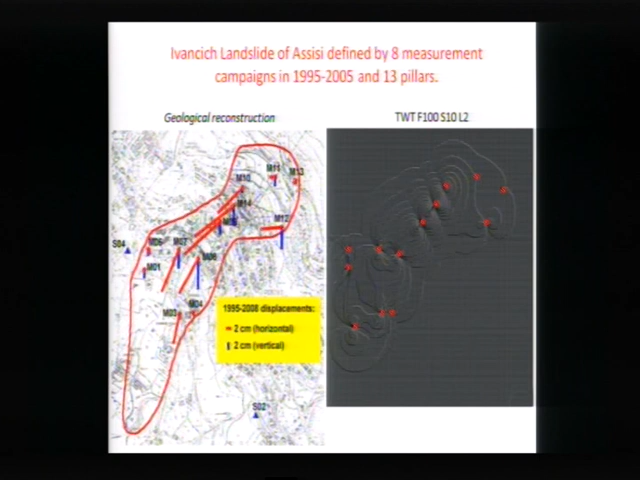 Ivancich Landslide of Assisi defined by 8 measurement
campaigns in 1995-2005 and 13 pillars.
Geological reconstruction
TWT F100 S10 L2
M11
M13
M10
M14
M12
S04
M06
M07
M08
M01
M04
M03
1995-2008 displacements:
2 cm (horizontal)
2 cm (vertical)
S02